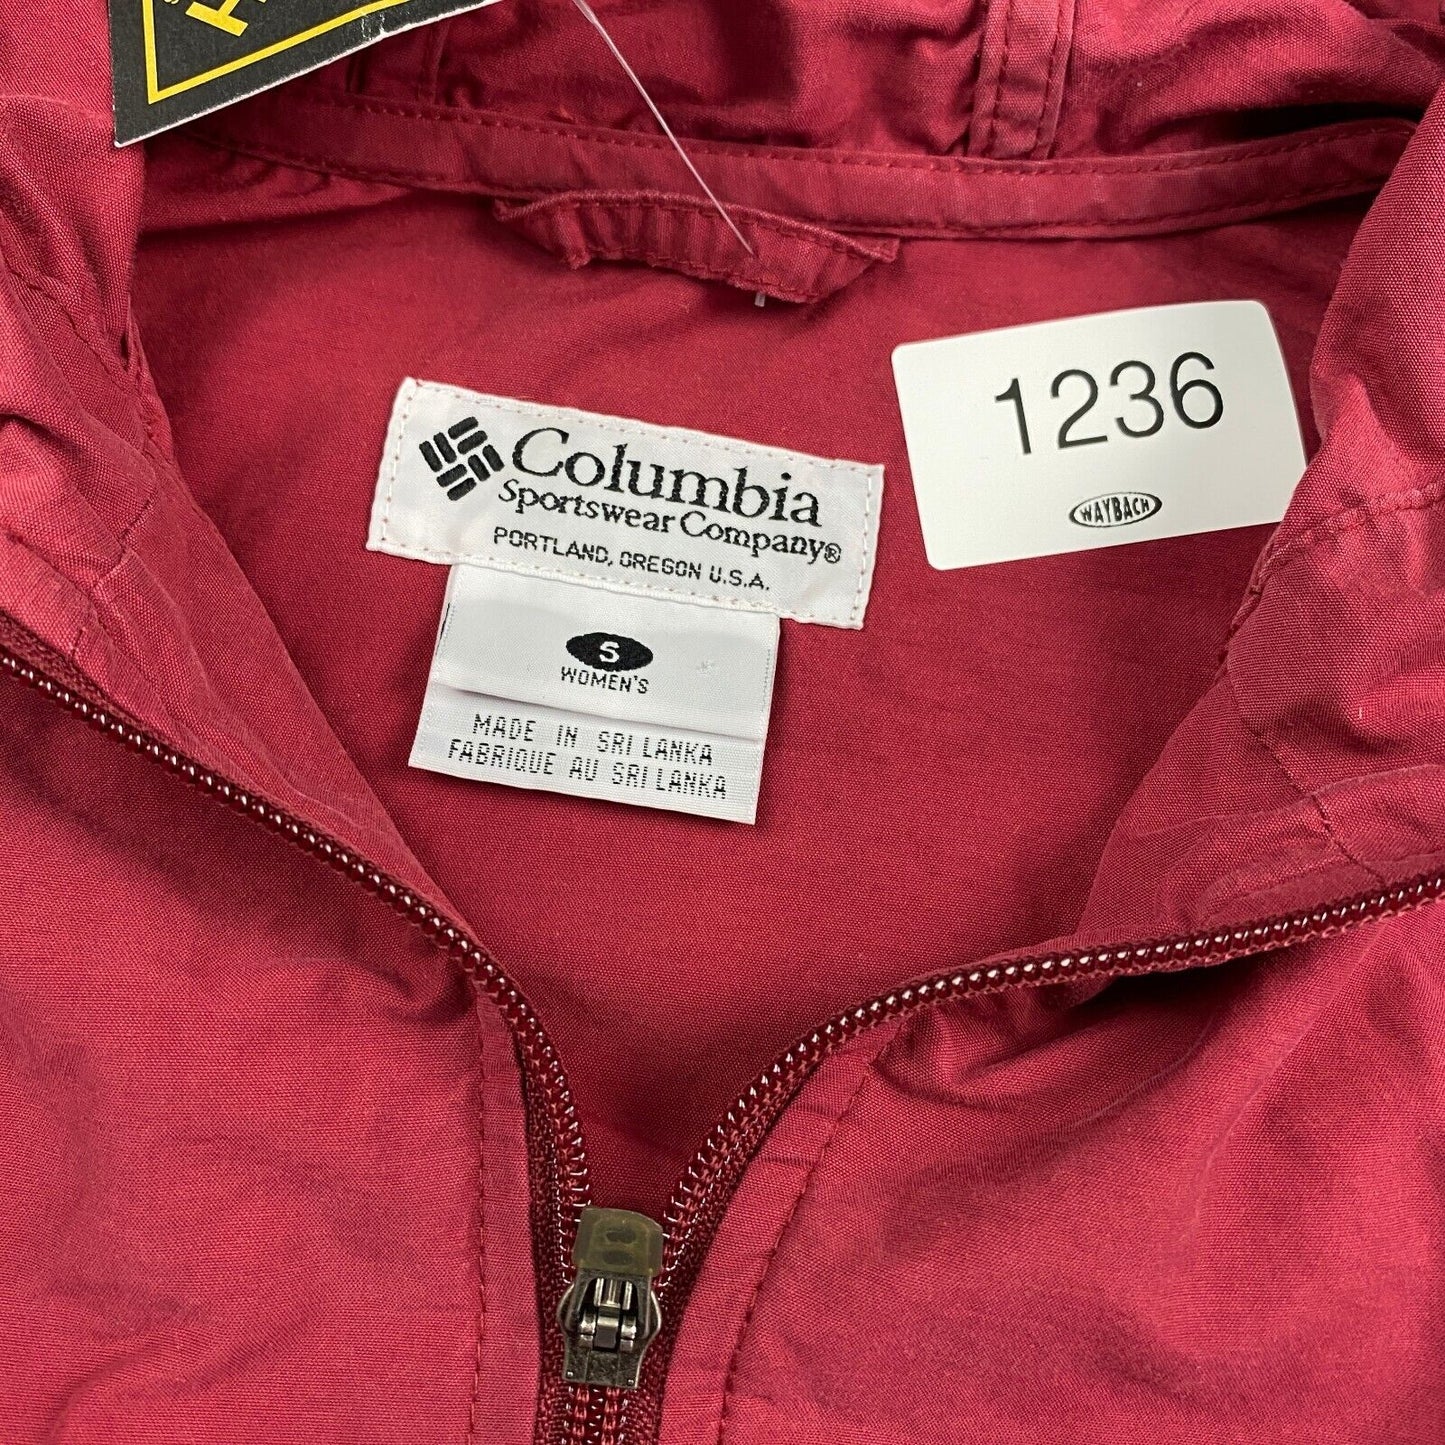 1236
WAYBACH
Columbia
Sportswear Company®
PORTLAND, OREGON U.S.A.
S
WOMEN'S
MADE IN SRI LANKA
FABRIQUE AU SRI LANKA